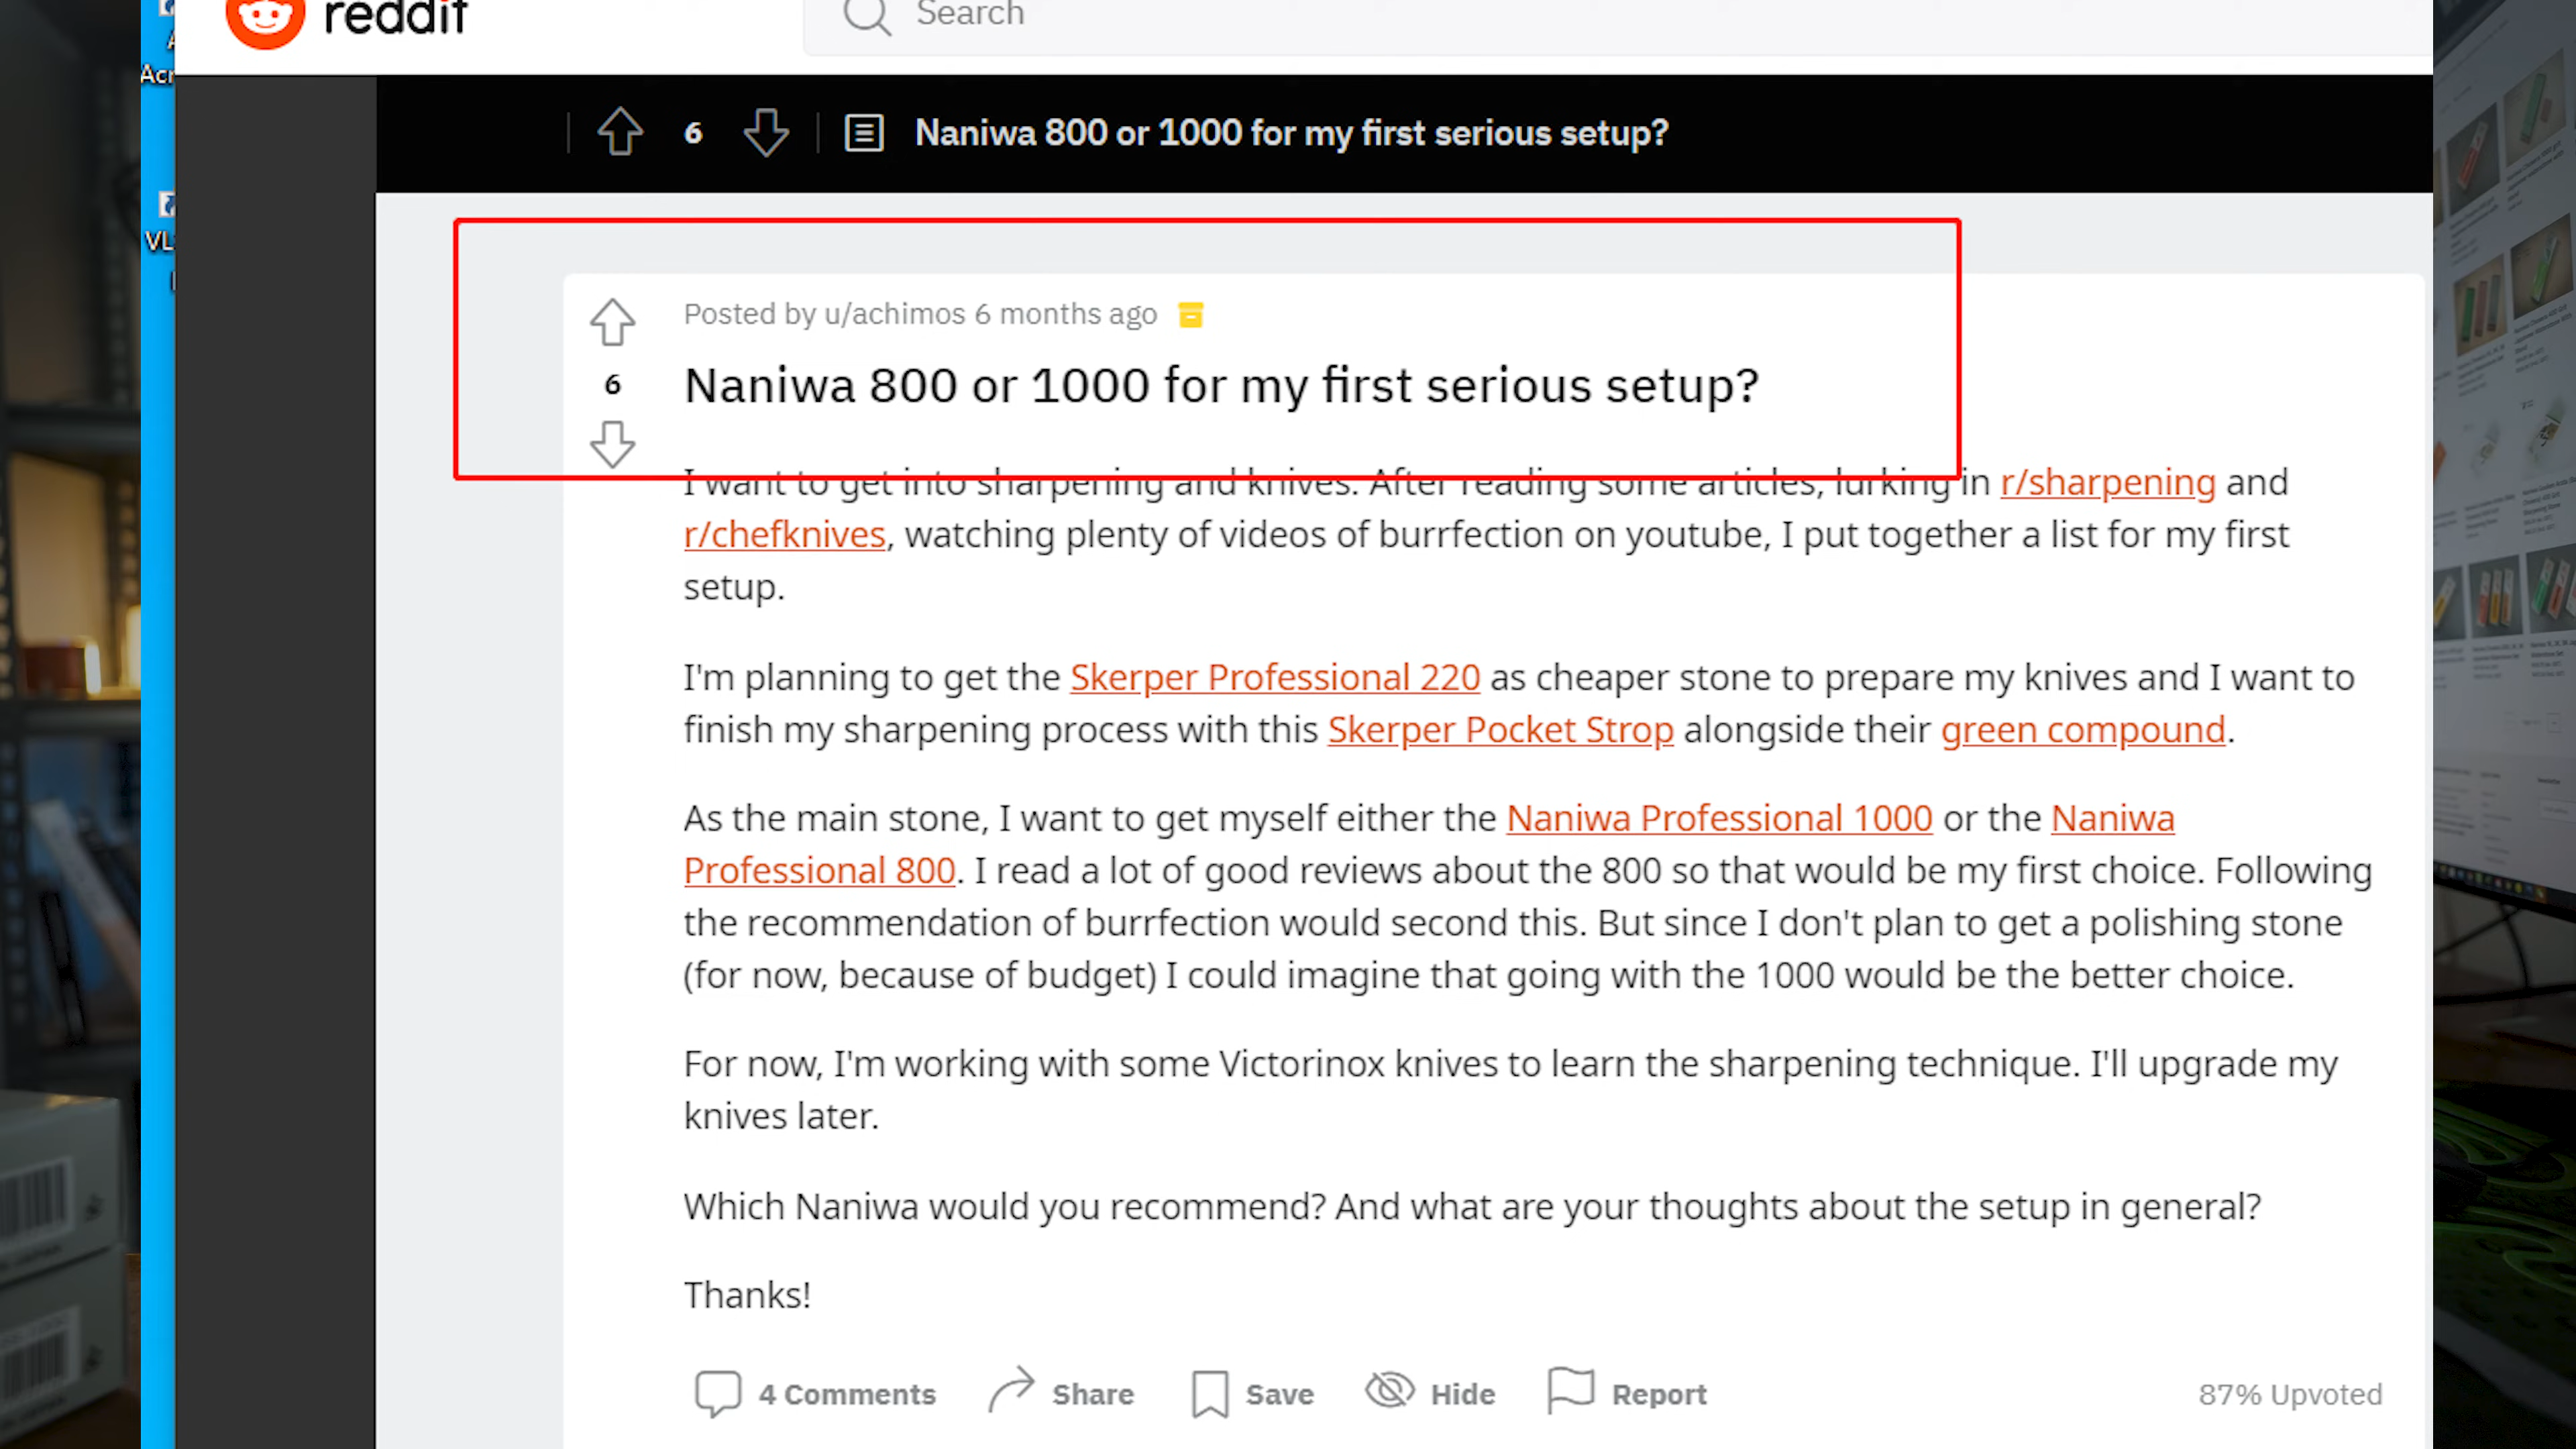 reddit
Search
Acr
VL
6
Naniwa 800 or 1000 for my first serious setup?
Posted by u/achimos 6 months ago
6
Naniwa 800 or 1000 for my first serious setup?
I want to get into sharpening and knives. After reading some articles, lurking in r/sharpening and
r/chefknives, watching plenty of videos of burrfection on youtube, I put together a list for my first
setup.
I'm planning to get the Skerper Professional 220 as cheaper stone to prepare my knives and I want to
finish my sharpening process with this Skerper Pocket Strop alongside their green compound.
As the main stone, I want to get myself either the Naniwa Professional 1000 or the Naniwa
Professional 800. I read a lot of good reviews about the 800 so that would be my first choice. Following
the recommendation of burrfection would second this. But since I don't plan to get a polishing stone
(for now, because of budget) I could imagine that going with the 1000 would be the better choice.
For now, I'm working with some Victorinox knives to learn the sharpening technique. I'll upgrade my
knives later.
Which Naniwa would you recommend? And what are your thoughts about the setup in general?
Thanks!
4 Comments
Share
Save
Hide
Report
87% Upvoted